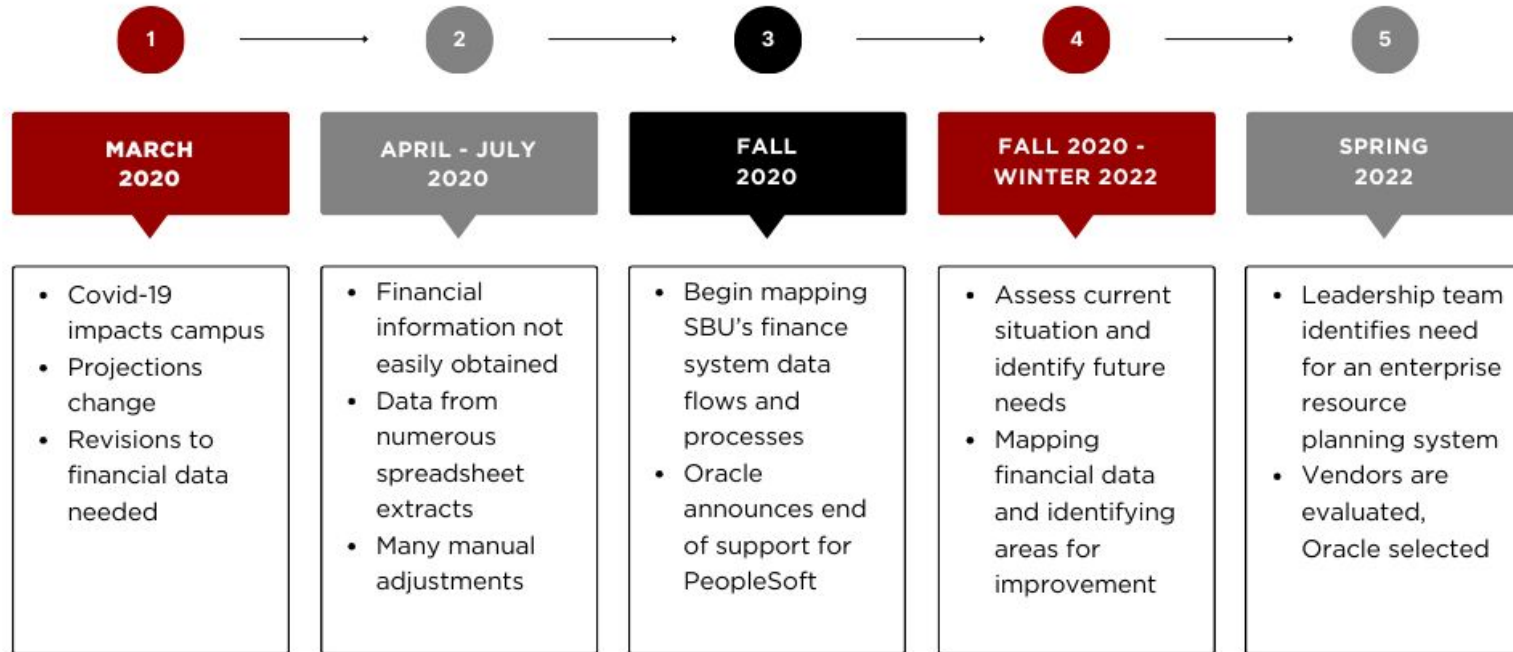 1
2
3
4
5
MARCH
2020
APRIL - JULY
2020
FALL
2020
FALL 2020 -
WINTER 2022
SPRING
2022
• Covid-19
impacts campus
• Projections
change
• Revisions to
financial data
needed
• Financial
information not
easily obtained
• Data from
numerous
spreadsheet
extracts
• Many manual
adjustments
• Begin mapping
SBU's finance
system data
flows and
processes
• Oracle
announces end
of support for
PeopleSoft
• Assess current
situation and
identify future
needs
• Mapping
financial data
and identifying
areas for
improvement
• Leadership team
identifies need
for an enterprise
resource
planning system
• Vendors are
evaluated,
Oracle selected